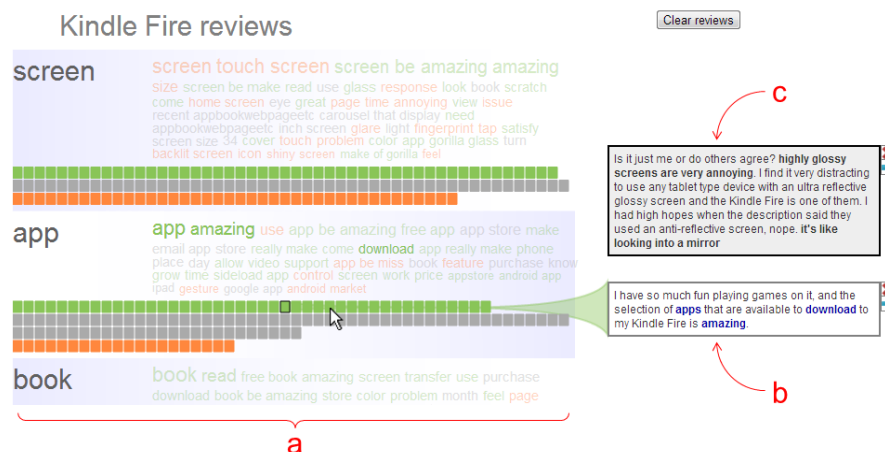 Kindle Fire reviews
Clear reviews
screen
screen touch screen screen be amazing amazing
size screen be make read use glass response look book scratch
come home screen eye great page time annoying view issue
recent appbookwebpageetc carousel that display need
appbookwebpageetc inch screen glare light fingerprint tap satisfy
screen size 34 cover touch problem color app gorilla glass turn
backlit screen icon shiny screen make of gorilla feel
app
app amazing use app be amazing free app app store make
email app store really make come download app really make phone
place day allow video support app be miss book feature purchase know
grow time sideload app control screen work price appstore android app
ipad gesture google app android market
book
book read free book amazing screen transfer use purchase
download book be amazing store color problem month feel page
a
c
Is it just me or do others agree? highly glossy
screens are very annoying. I find it very distracting
to use any tablet type device with an ultra reflective
glossy screen and the Kindle Fire is one of them. I
had high hopes when the description said they
used an anti-reflective screen, nope. it's like
looking into a mirror
I have so much fun playing games on it, and the
selection of apps that are available to download to
my Kindle Fire is amazing.
b